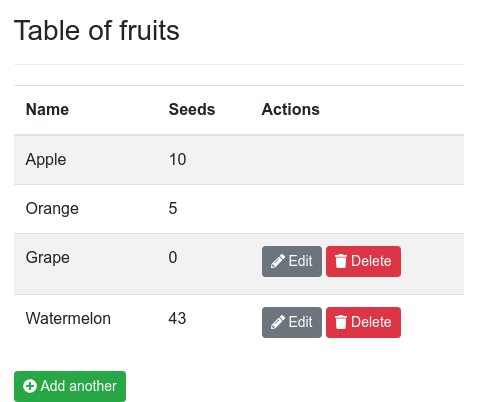 Table of fruits
Name Seeds Actions
Apple 10
Orange 5
Grape 0 Edit Delete
Watermelon 43 Edit Delete
Add another